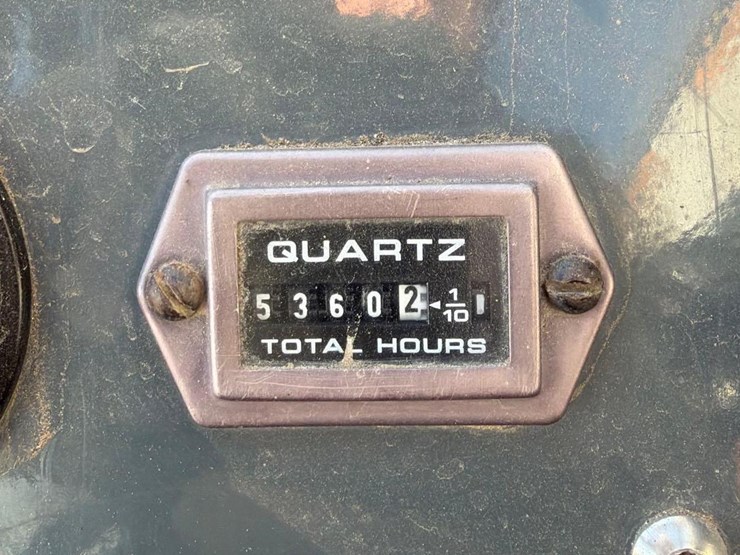 QUARTZ
5 3 6 0 2 ◄ 1/10
TOTAL HOURS